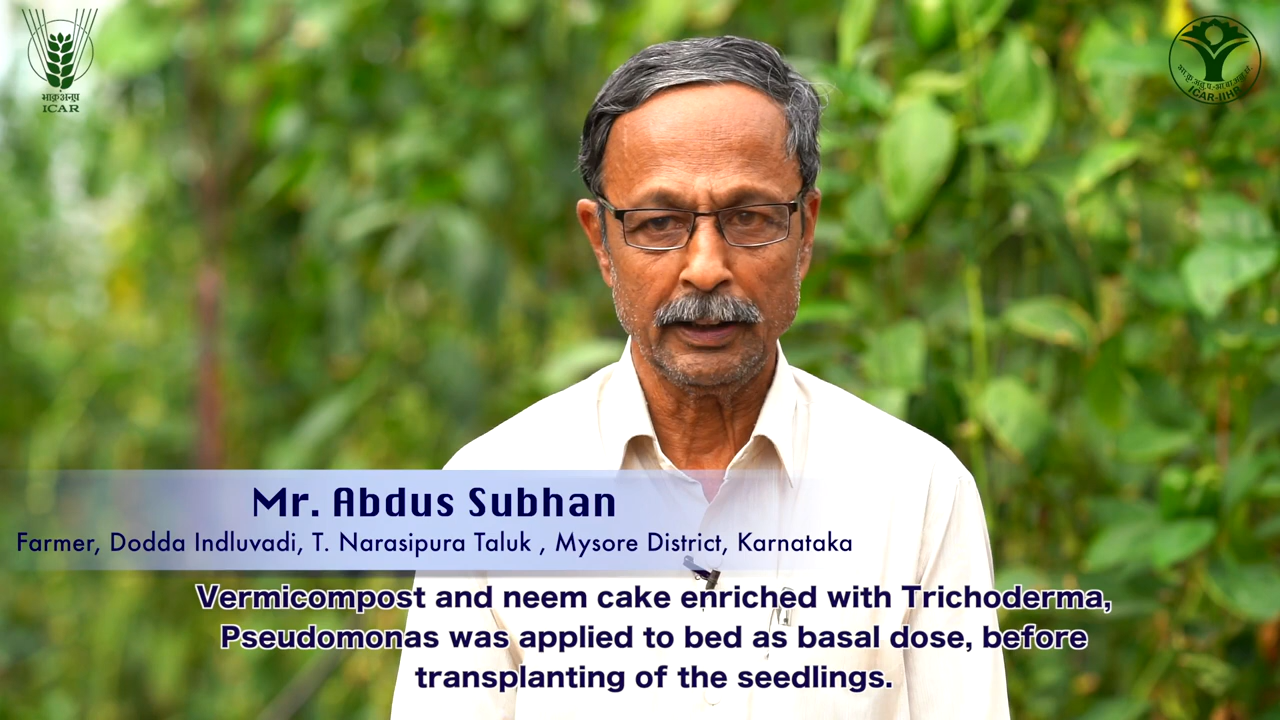 भाकृअनुप
ICAR
ICAR-IIHR
Mr. Abdus Subhan
Farmer, Dodda Indluvadi, T. Narasipura Taluk , Mysore District, Karnataka
Vermicompost and neem cake enriched with Trichoderma,
Pseudomonas was applied to bed as basal dose, before
transplanting of the seedlings.